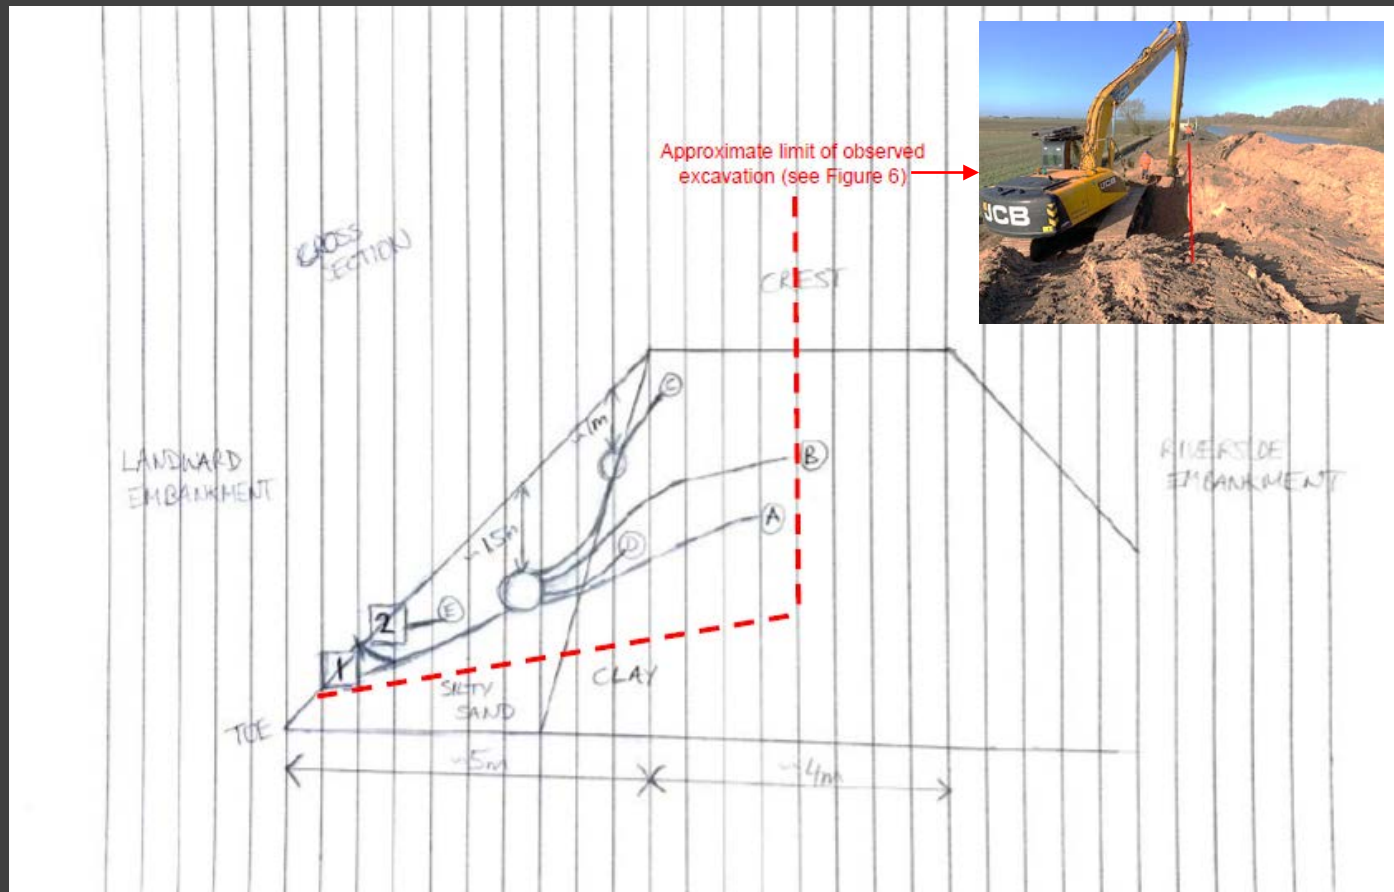 Approximate limit of observed
excavation (see Figure 6)
JCB
JCB
CROSS
SECTION
CREST
LANDWARD
EMBANKMENT
RIVERSIDE
EMBANKMENT
C
~1m
B
~1.5m
A
D
E
2
1
SILTY
SAND
CLAY
TOE
~5m
~4m